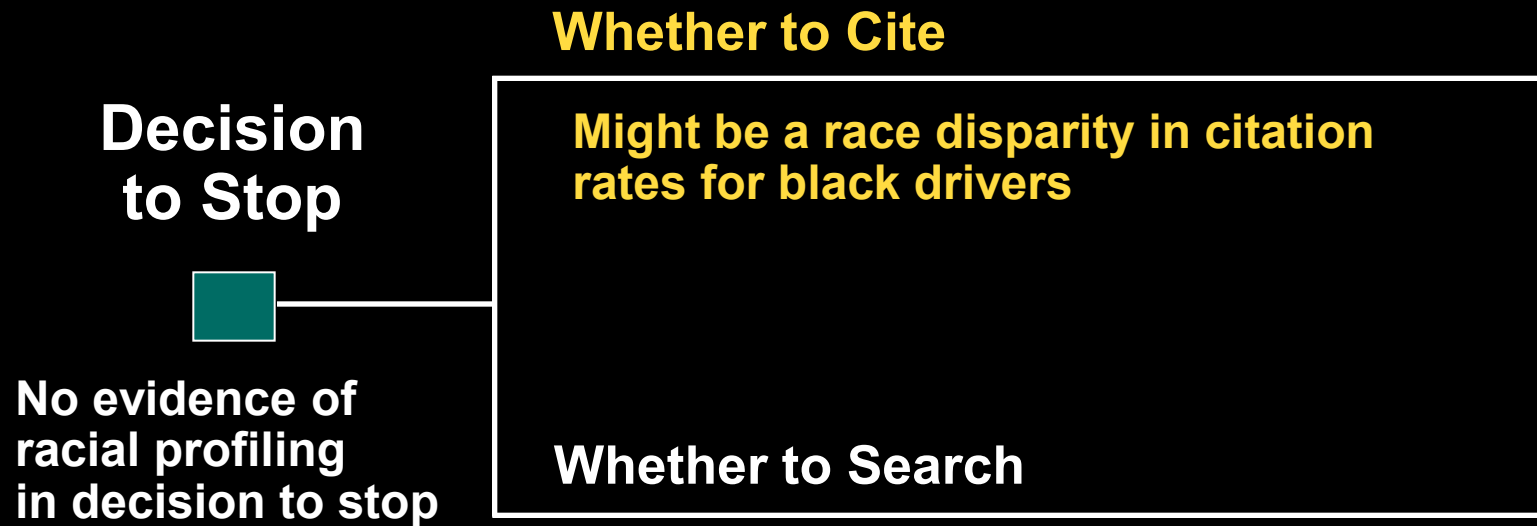 Whether to Cite
Decision
to Stop
Might be a race disparity in citation
rates for black drivers
No evidence of
racial profiling
in decision to stop
Whether to Search